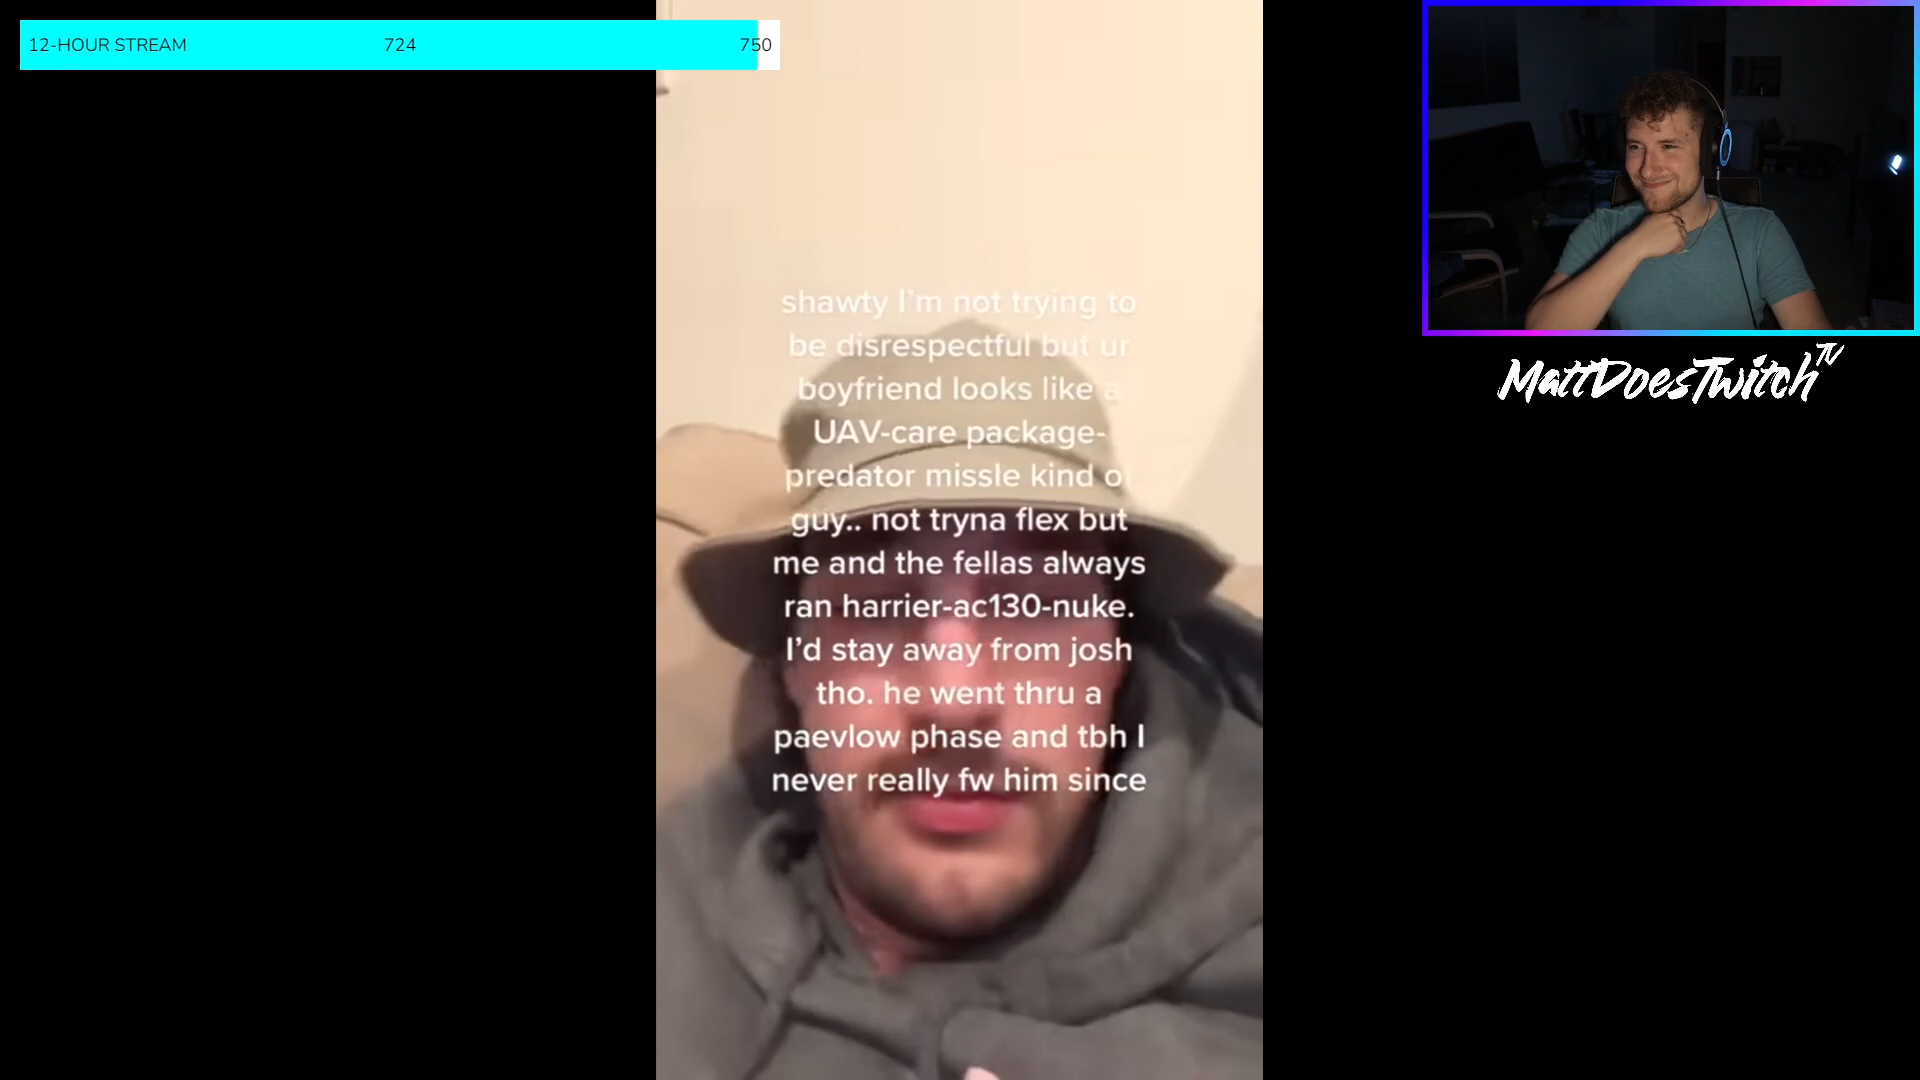 12-HOUR STREAM 724 750
shawty I'm not trying to
be disrespectful but ur
boyfriend looks like a
UAV-care package-
predator missle kind of
guy.. not tryna flex but
me and the fellas always
ran harrier-ac130-nuke.
I'd stay away from josh
tho. he went thru a
paevlow phase and tbh I
never really fw him since
MattDoesTwitchTV